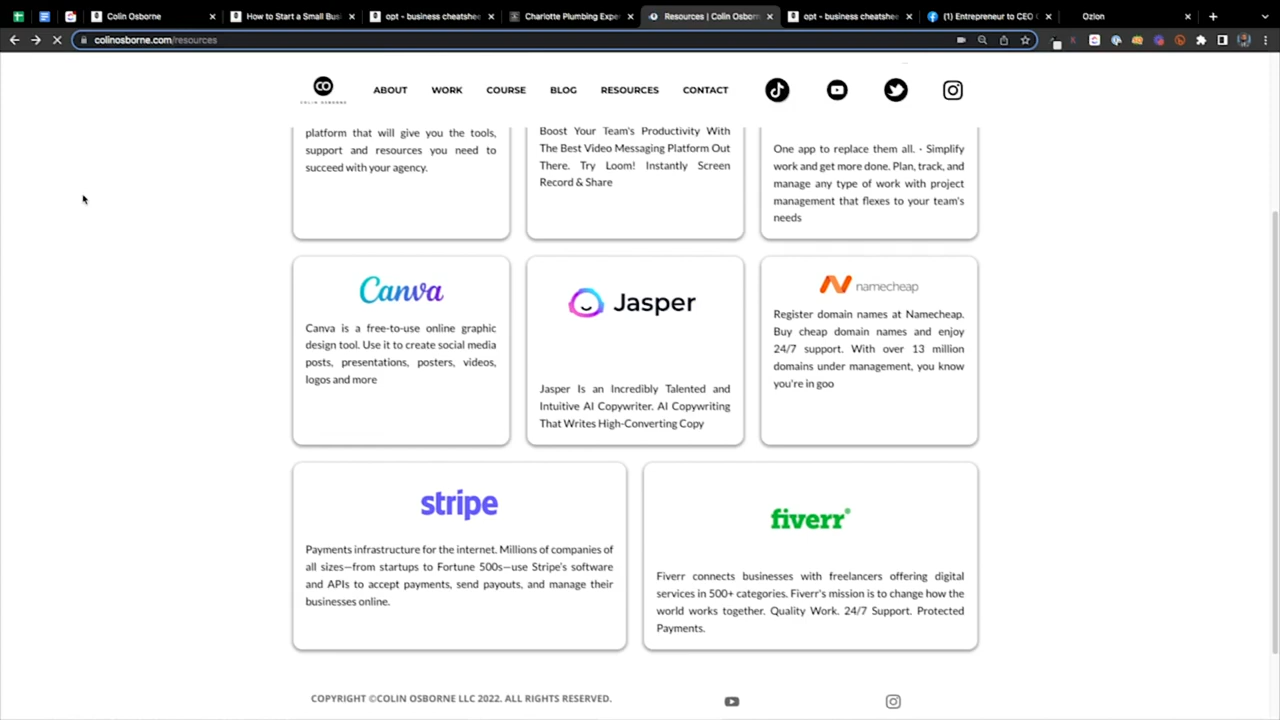 Colin Osborne
How to Start a Small Busi
opt - business cheatshee
Charlotte Plumbing Expe
Resources | Colin Osborn
opt - business cheatshee
(1) Entrepreneur to CEO
Ozion
colinosborne.com/resources
CO
COLIN OSBORNE
ABOUT
WORK
COURSE
BLOG
RESOURCES
CONTACT
platform that will give you the tools,
support and resources you need to
succeed with your agency.
Boost Your Team's Productivity With
The Best Video Messaging Platform Out
There. Try Loom! Instantly Screen
Record & Share
One app to replace them all. · Simplify
work and get more done. Plan, track, and
manage any type of work with project
management that flexes to your team's
needs
Canva
Canva is a free-to-use online graphic
design tool. Use it to create social media
posts, presentations, posters, videos,
logos and more
Jasper
Jasper Is an Incredibly Talented and
Intuitive AI Copywriter. AI Copywriting
That Writes High-Converting Copy
namecheap
Register domain names at Namecheap.
Buy cheap domain names and enjoy
24/7 support. With over 13 million
domains under management, you know
you're in goo
stripe
Payments infrastructure for the internet. Millions of companies of
all sizes—from startups to Fortune 500s—use Stripe's software
and APIs to accept payments, send payouts, and manage their
businesses online.
fiverr®
Fiverr connects businesses with freelancers offering digital
services in 500+ categories. Fiverr's mission is to change how the
world works together. Quality Work. 24/7 Support. Protected
Payments.
COPYRIGHT ©COLIN OSBORNE LLC 2022. ALL RIGHTS RESERVED.